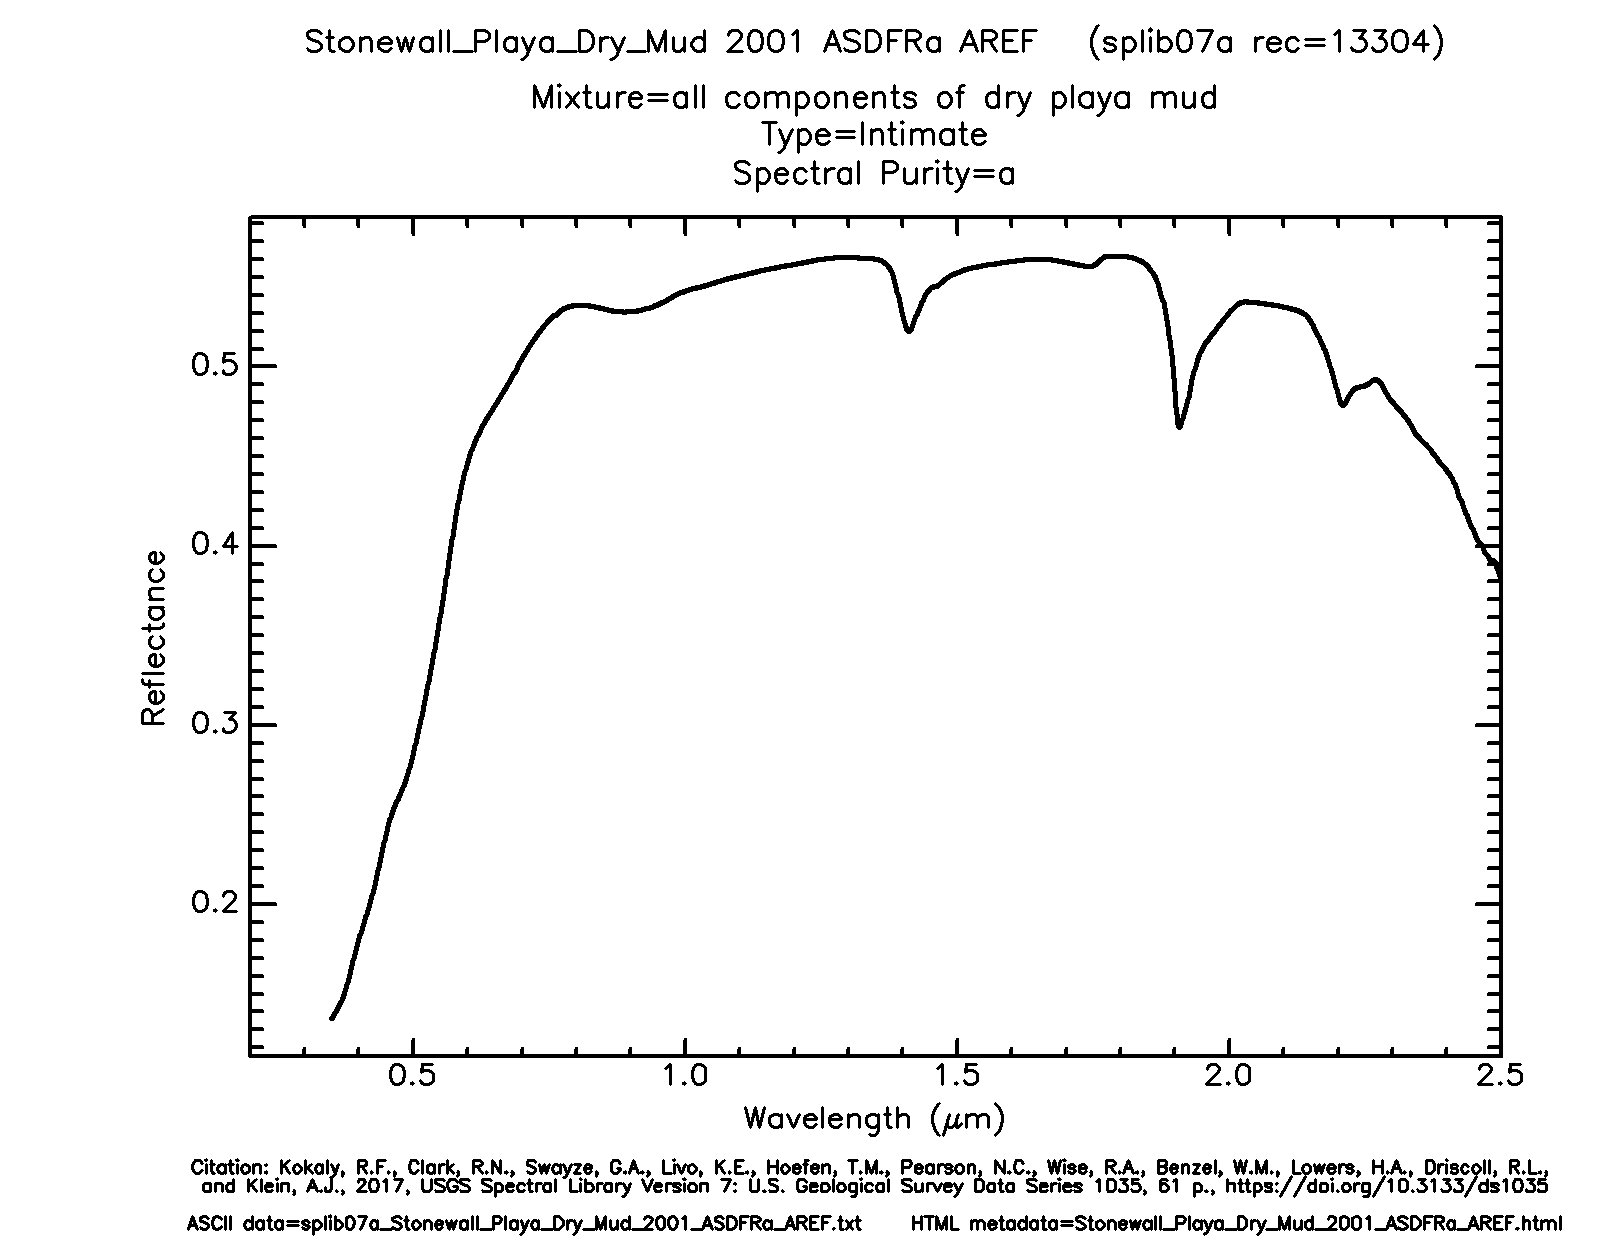 Stonewall_Playa_Dry_Mud 2001 ASDFRa AREF (splib07a rec=13304)
Mixture=all components of dry playa mud
Type=Intimate
Spectral Purity=a
0.5
0.4
0.3
0.2
Reflectance
0.5 1.0 1.5 2.0 2.5
Wavelength (μm)
Citation: Kokaly, R.F., Clark, R.N., Swayze, G.A., Livo, K.E., Hoefen, T.M., Pearson, N.C., Wise, R.A., Benzel, W.M., Lowers, H.A., Driscoll, R.L.,
and Klein, A.J., 2017, USGS Spectral Library Version 7: U.S. Geological Survey Data Series 1035, 61 p., https://doi.org/10.3133/ds1035
ASCII data=splib07a_Stonewall_Playa_Dry_Mud_2001_ASDFRa_AREF.txt HTML metadata=Stonewall_Playa_Dry_Mud_2001_ASDFRa_AREF.html